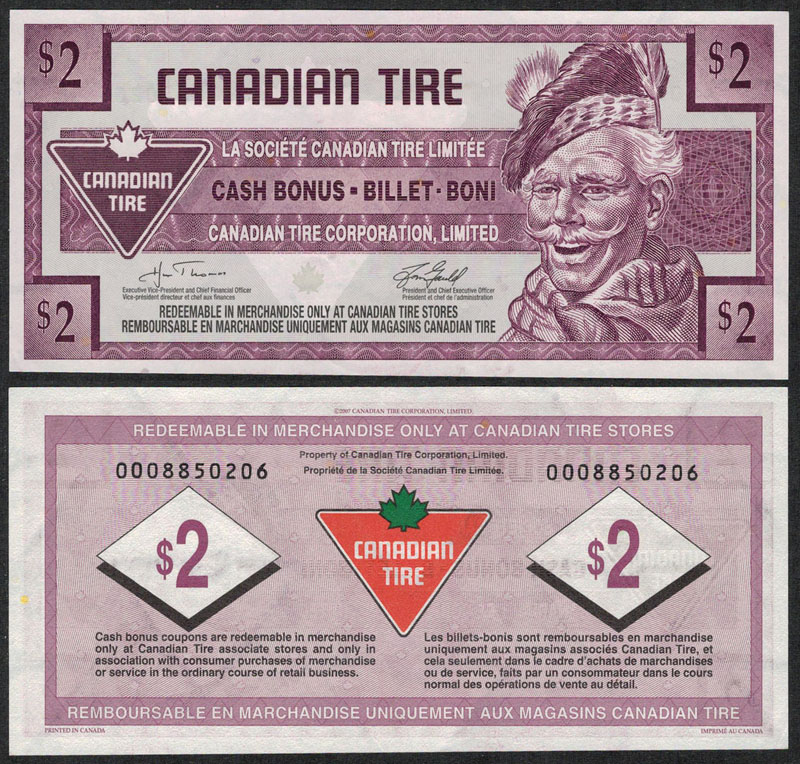 $2
$2
CANADIAN TIRE
LA SOCIÉTÉ CANADIAN TIRE LIMITÉE
CANADIAN
TIRE
CASH BONUS - BILLET - BONI
CANADIAN TIRE CORPORATION, LIMITED
Executive Vice-President and Chief Financial Officer
Vice-président directeur et chef aux finances
President and Chief Executive Officer
Président et chef de l'administration
$2
REDEEMABLE IN MERCHANDISE ONLY AT CANADIAN TIRE STORES
REMBOURSABLE EN MARCHANDISE UNIQUEMENT AUX MAGASINS CANADIAN TIRE
$2
©2007 CANADIAN TIRE CORPORATION, LIMITED.
REDEEMABLE IN MERCHANDISE ONLY AT CANADIAN TIRE STORES
Property of Canadian Tire Corporation, Limited.
Propriété de la Société Canadian Tire Limitée.
0008850206
0008850206
$2
CANADIAN
TIRE
$2
Cash bonus coupons are redeemable in merchandise
only at Canadian Tire associate stores and only in
association with consumer purchases of merchandise
or service in the ordinary course of retail business.
Les billets-bonis sont remboursables en marchandise
uniquement aux magasins associés Canadian Tire, et
cela seulement dans le cadre d'achats de marchandises
ou de service, faits par un consommateur dans le cours
normal des opérations de vente au détail.
REMBOURSABLE EN MARCHANDISE UNIQUEMENT AUX MAGASINS CANADIAN TIRE
PRINTED IN CANADA
IMPRIMÉ AU CANADA